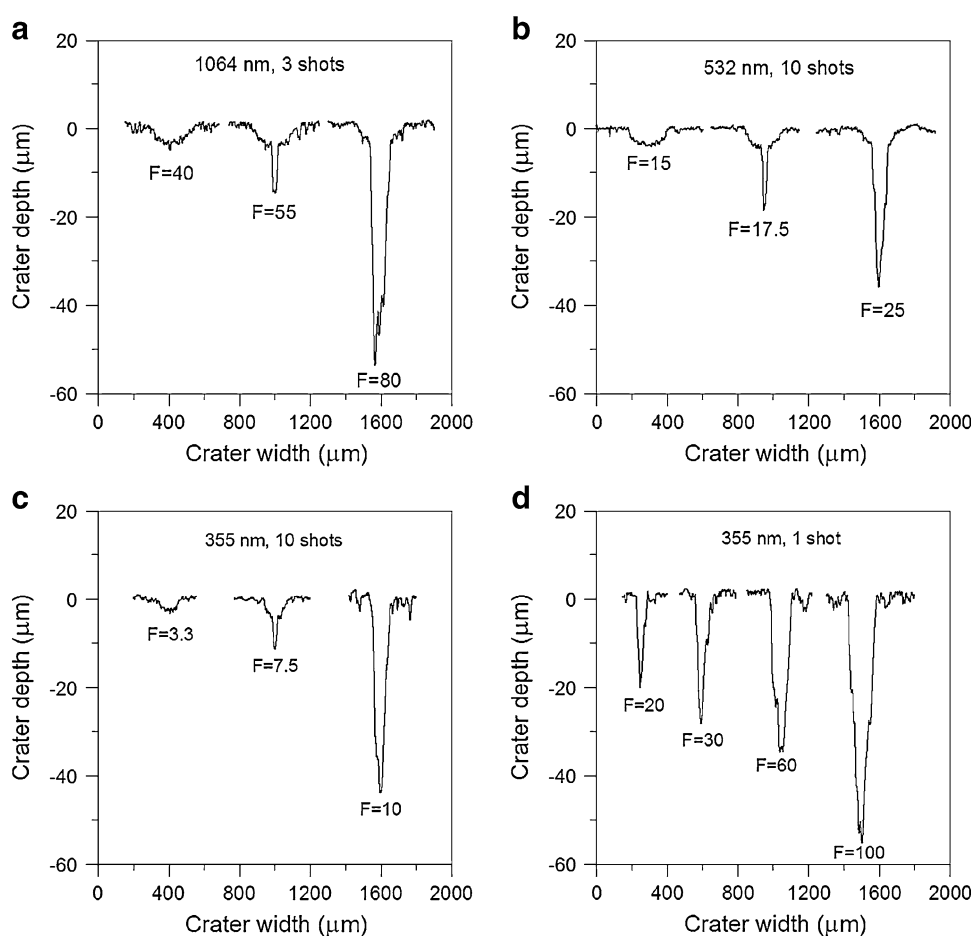 a
20
0
-20
-40
-60
Crater depth (μm)
1064 nm, 3 shots
F=40
F=55
F=80
0 400 800 1200 1600 2000
Crater width (μm)
b
20
0
-20
-40
-60
Crater depth (μm)
532 nm, 10 shots
F=15
F=17.5
F=25
0 400 800 1200 1600 2000
Crater width (μm)
c
20
0
-20
-40
-60
Crater depth (μm)
355 nm, 10 shots
F=3.3
F=7.5
F=10
0 400 800 1200 1600 2000
Crater width (μm)
d
20
0
-20
-40
-60
Crater depth (μm)
355 nm, 1 shot
F=20
F=30
F=60
F=100
0 400 800 1200 1600 2000
Crater width (μm)